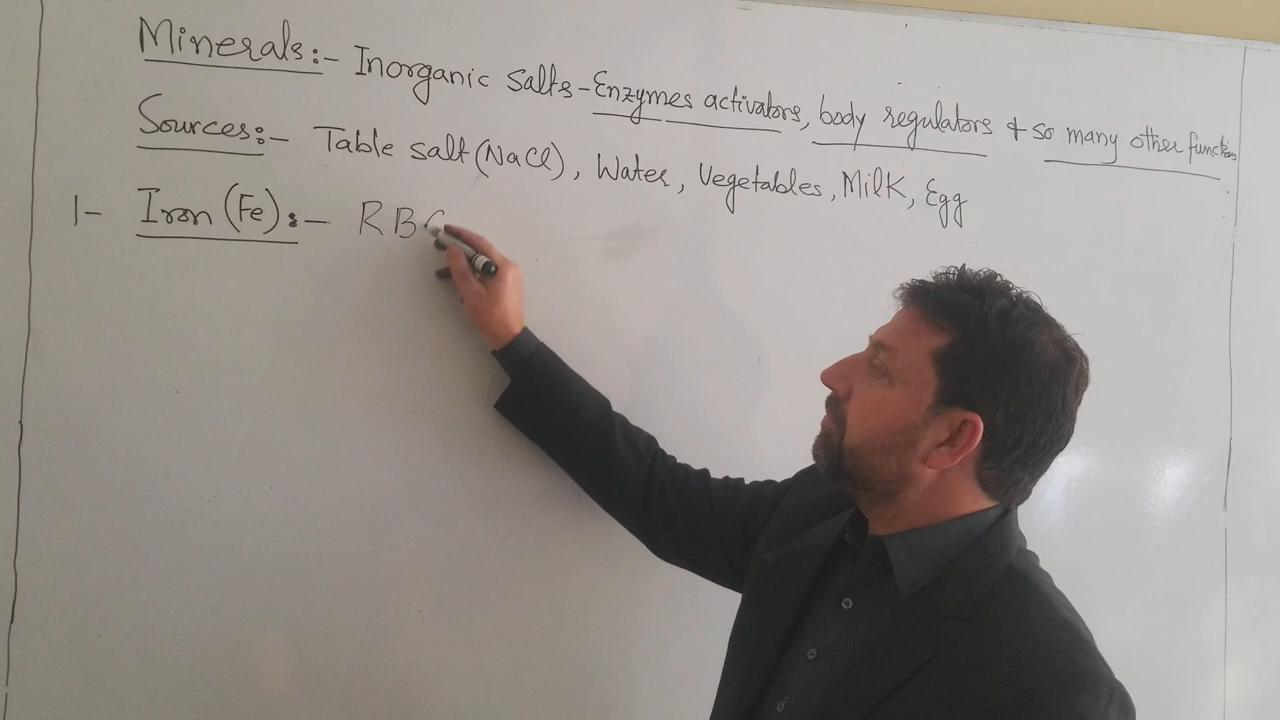 Minerals:- Inorganic salts-Enzymes activators, body regulators & so many other functions
Sources:- Table salt (NaCl), Water, Vegetables, Milk, Egg
1- Iron (Fe):- RBC